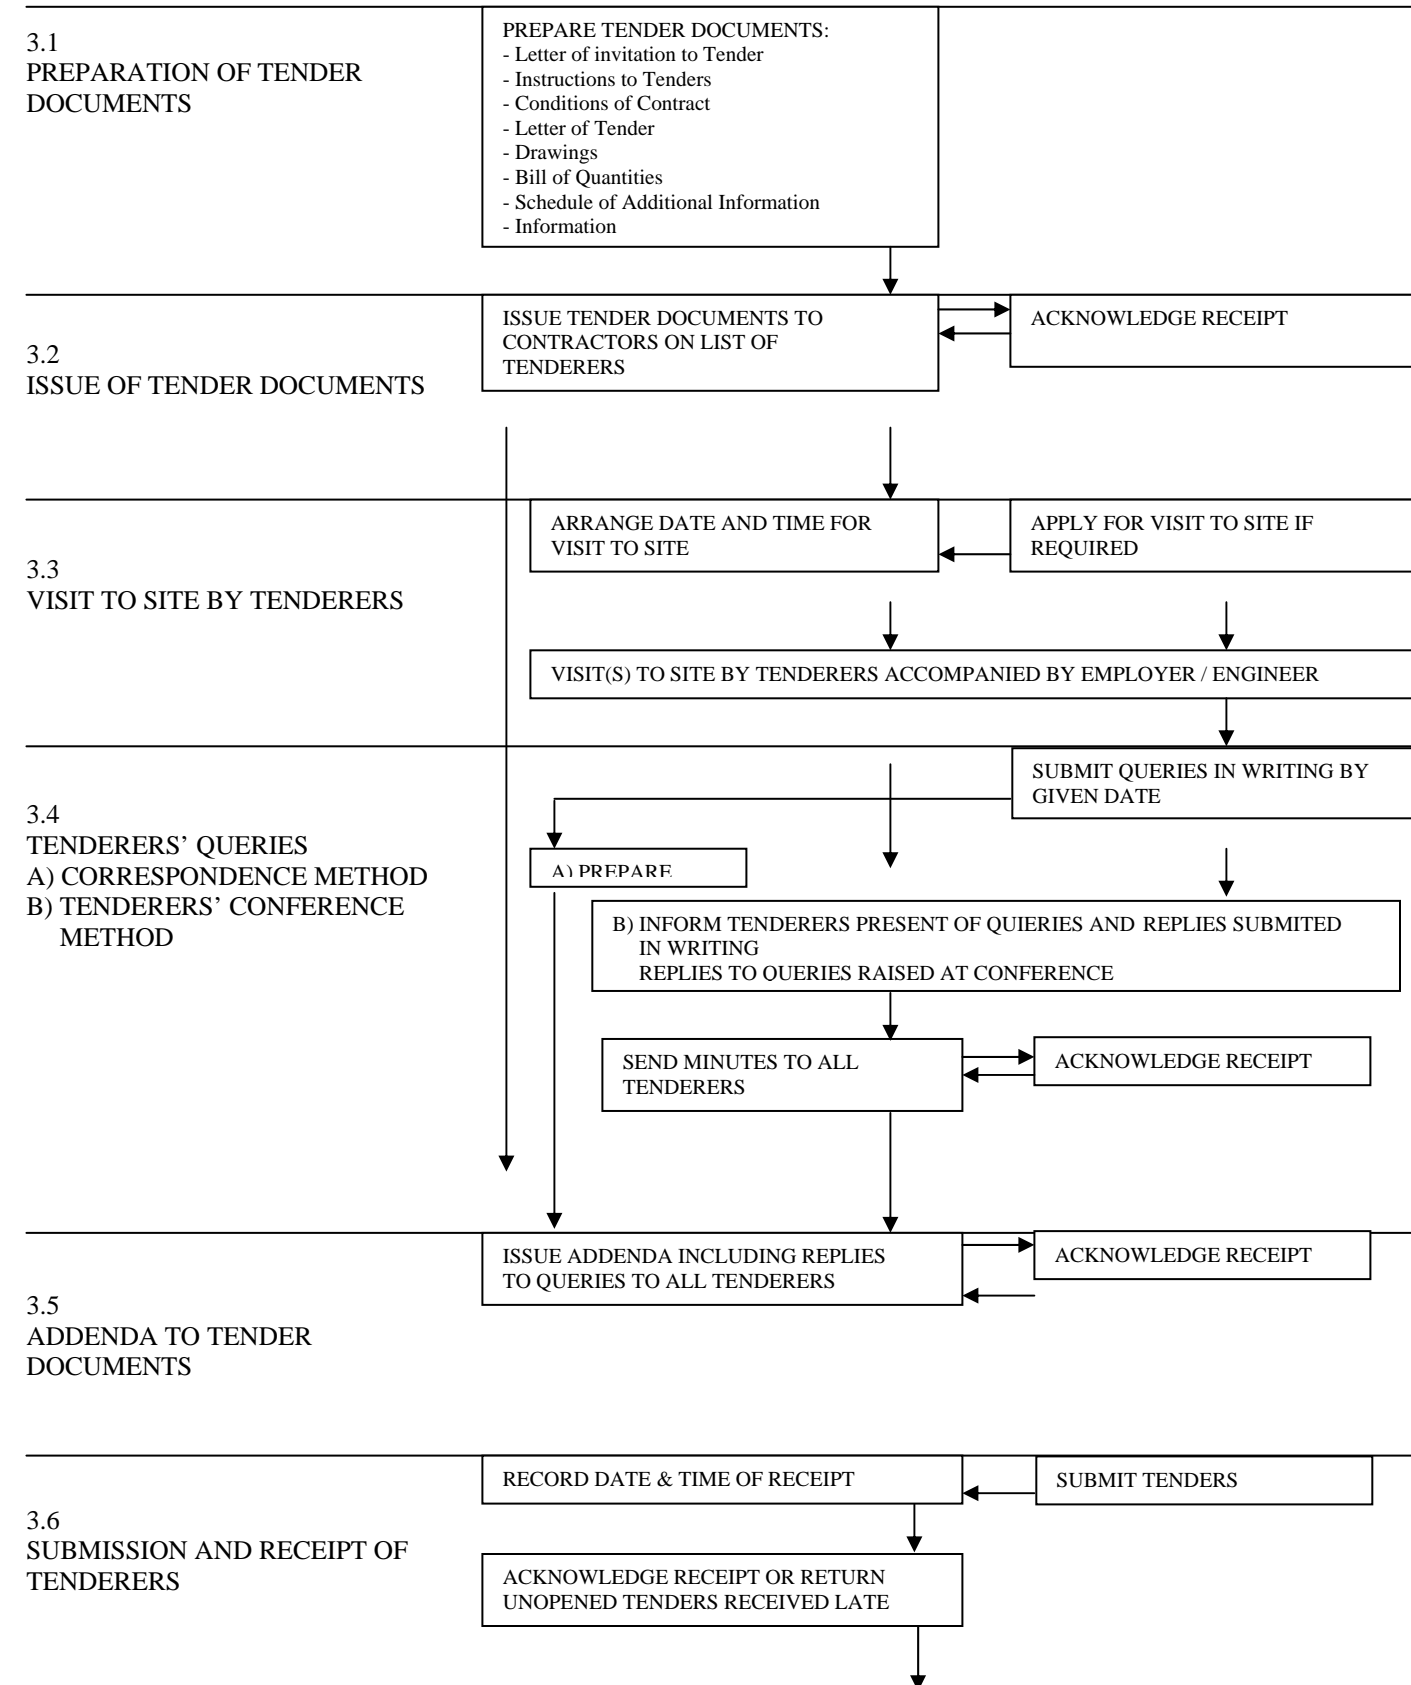 3.1
PREPARATION OF TENDER
DOCUMENTS
PREPARE TENDER DOCUMENTS:
- Letter of invitation to Tender
- Instructions to Tenders
- Conditions of Contract
- Letter of Tender
- Drawings
- Bill of Quantities
- Schedule of Additional Information
- Information
3.2
ISSUE OF TENDER DOCUMENTS
ISSUE TENDER DOCUMENTS TO
CONTRACTORS ON LIST OF
TENDERERS
ACKNOWLEDGE RECEIPT
3.3
VISIT TO SITE BY TENDERERS
ARRANGE DATE AND TIME FOR
VISIT TO SITE
APPLY FOR VISIT TO SITE IF
REQUIRED
VISIT(S) TO SITE BY TENDERERS ACCOMPANIED BY EMPLOYER / ENGINEER
3.4
TENDERERS’ QUERIES
A) CORRESPONDENCE METHOD
B) TENDERERS’ CONFERENCE
METHOD
SUBMIT QUERIES IN WRITING BY
GIVEN DATE
A) PREPARE
B) INFORM TENDERERS PRESENT OF QUIERIES AND REPLIES SUBMITED
IN WRITING
REPLIES TO QUERIES RAISED AT CONFERENCE
SEND MINUTES TO ALL
TENDERERS
ACKNOWLEDGE RECEIPT
3.5
ADDENDA TO TENDER
DOCUMENTS
ISSUE ADDENDA INCLUDING REPLIES
TO QUERIES TO ALL TENDERERS
ACKNOWLEDGE RECEIPT
3.6
SUBMISSION AND RECEIPT OF
TENDERERS
RECORD DATE & TIME OF RECEIPT
SUBMIT TENDERS
ACKNOWLEDGE RECEIPT OR RETURN
UNOPENED TENDERS RECEIVED LATE